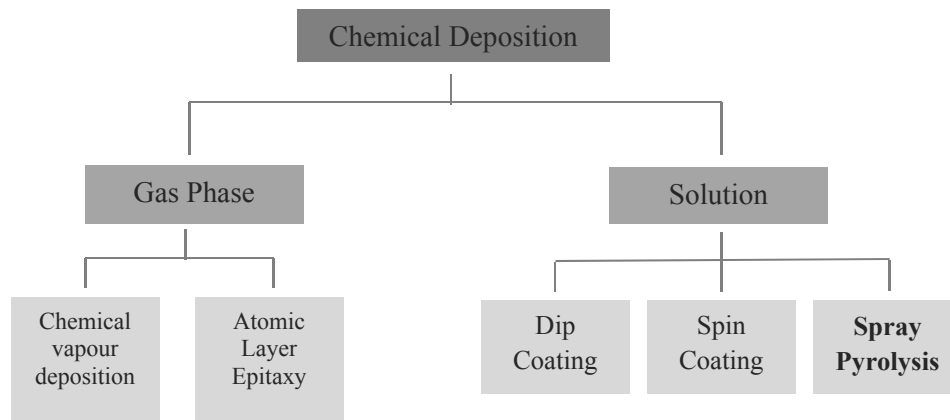 Chemical Deposition
Gas Phase
Solution
Chemical
vapour
deposition
Atomic
Layer
Epitaxy
Dip
Coating
Spin
Coating
Spray
Pyrolysis